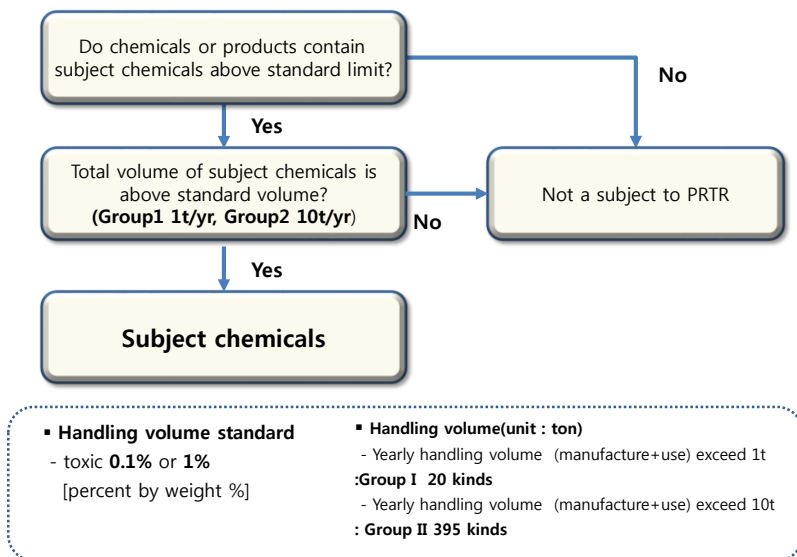 Do chemicals or products contain
subject chemicals above standard limit?
No
Yes
Total volume of subject chemicals is
above standard volume?
(Group1 1t/yr, Group2 10t/yr)
No
Not a subject to PRTR
Yes
Subject chemicals
▪ Handling volume standard
- toxic 0.1% or 1%
[percent by weight %]
▪ Handling volume(unit : ton)
- Yearly handling volume (manufacture+use) exceed 1t
:Group I 20 kinds
- Yearly handling volume (manufacture+use) exceed 10t
: Group II 395 kinds